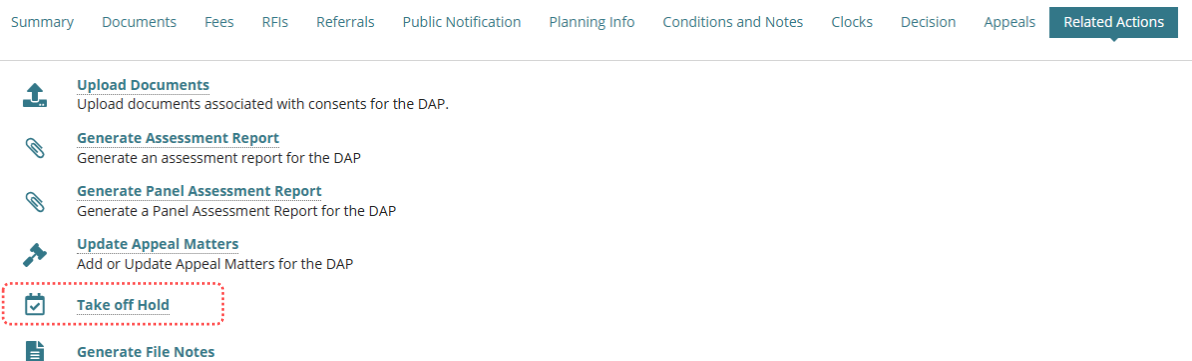 Summary Documents Fees RFIs Referrals Public Notification Planning Info Conditions and Notes Clocks Decision Appeals Related Actions
Upload Documents
Upload documents associated with consents for the DAP.
Generate Assessment Report
Generate an assessment report for the DAP
Generate Panel Assessment Report
Generate a Panel Assessment Report for the DAP
Update Appeal Matters
Add or Update Appeal Matters for the DAP
Take off Hold
Generate File Notes